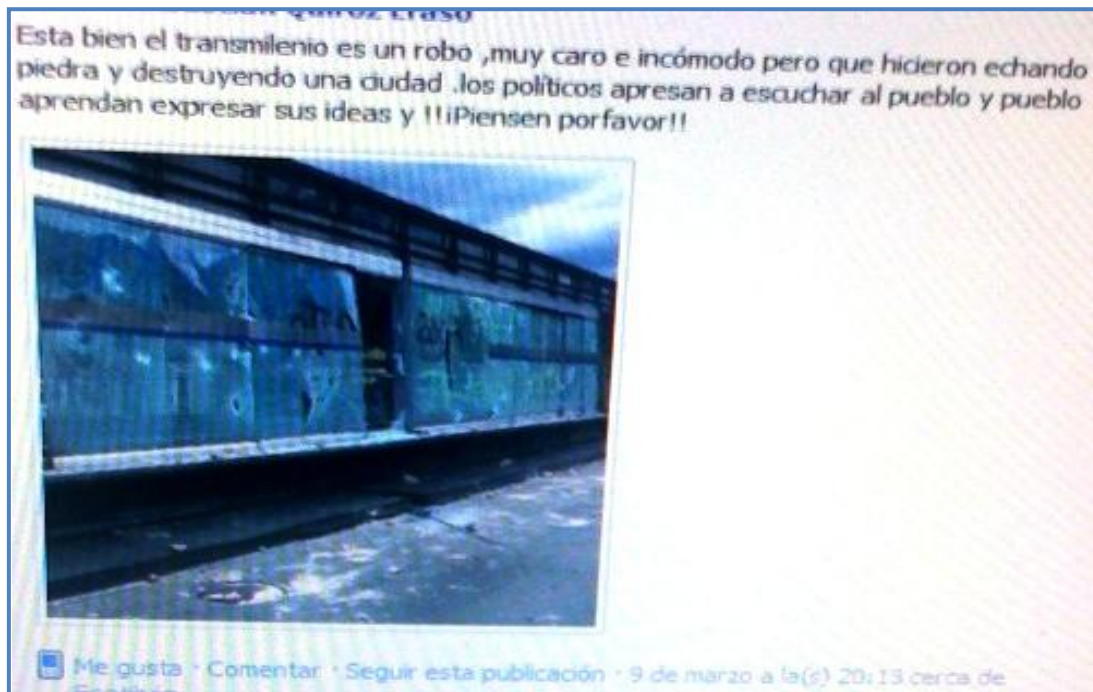 Quiroz Eraso
Esta bien el transmilenio es un robo ,muy caro e incómodo pero que hicieron echando
piedra y destruyendo una ciudad .los políticos apresan a escuchar al pueblo y pueblo
aprendan expresar sus ideas y !!¡Piensen porfavor!!
Me gusta · Comentar · Seguir esta publicación · 9 de marzo a la(s) 20:13 cerca de